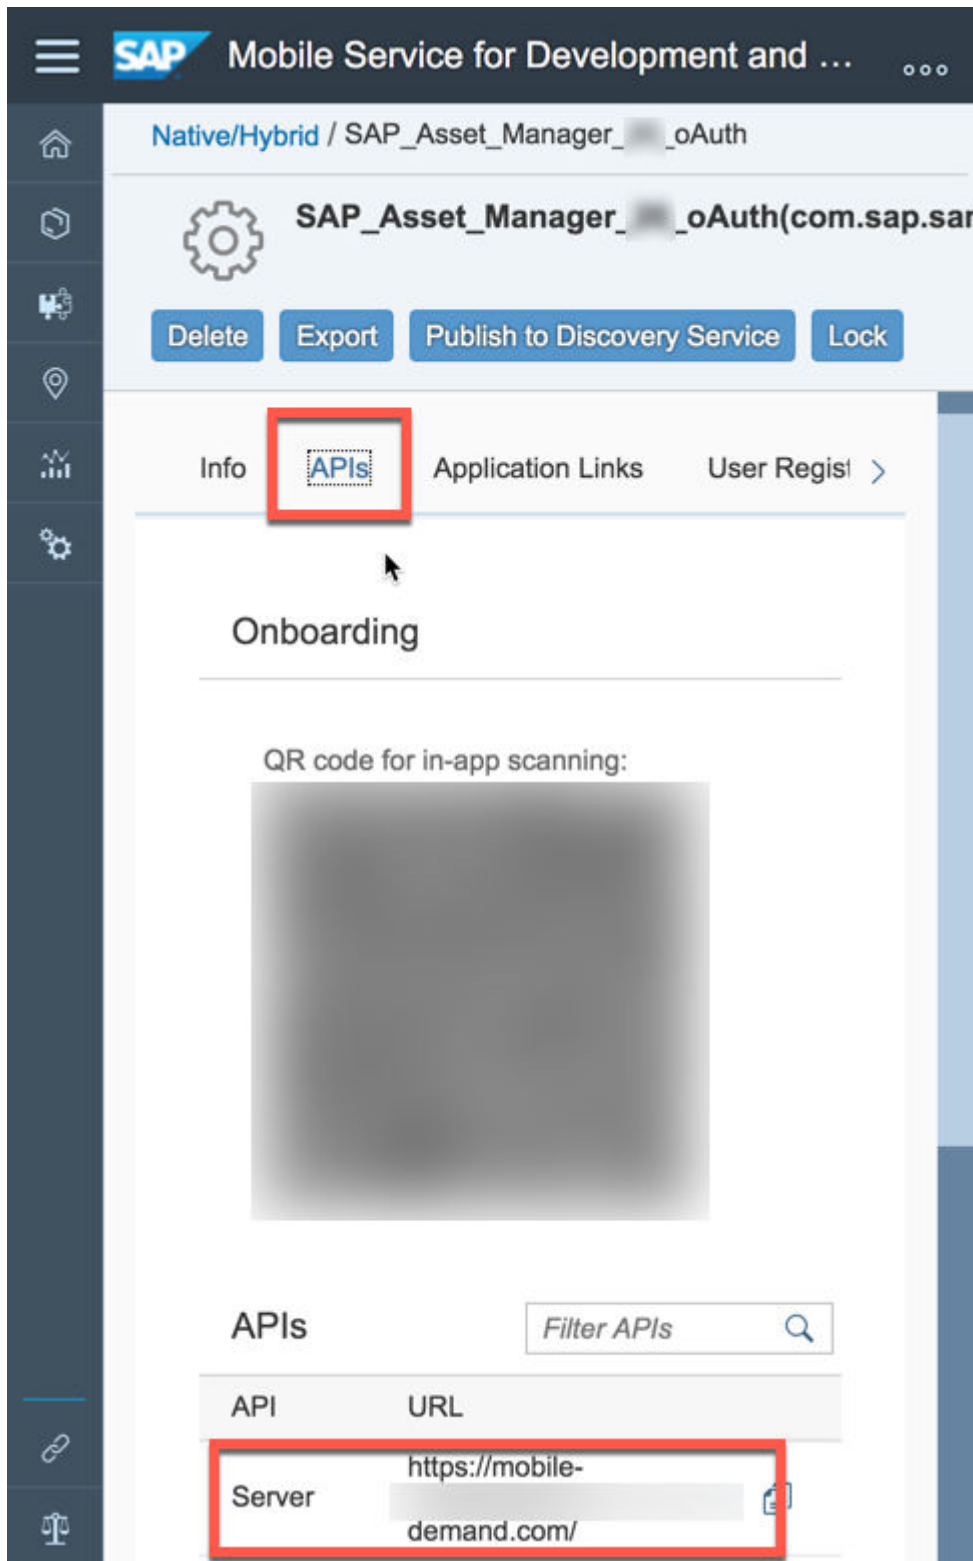 SAP Mobile Service for Development and ...
Native/Hybrid / SAP_Asset_Manager_ _oAuth
SAP_Asset_Manager_ _oAuth(com.sap.sam
Delete Export Publish to Discovery Service Lock
Info APIs Application Links User Regist
Onboarding
QR code for in-app scanning:
APIs Filter APIs
API URL
https://mobile-
Server
demand.com/